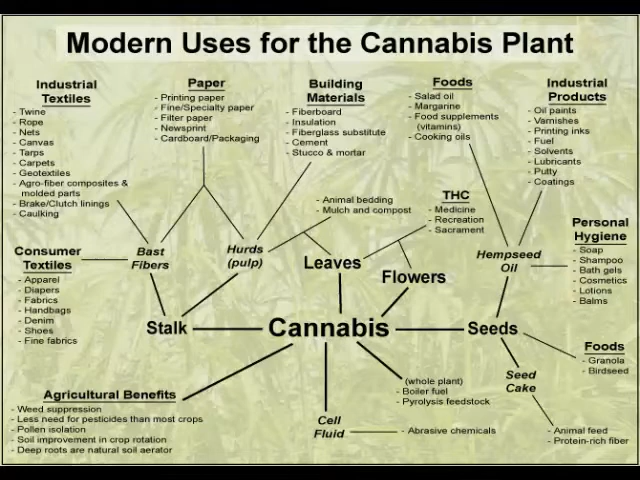 Modern Uses for the Cannabis Plant
Industrial
Textiles
- Twine
- Rope
- Nets
- Canvas
- Tarps
- Carpets
- Geotextiles
- Agro-fiber composites &
molded parts
- Brake/Clutch linings
- Caulking
Paper
- Printing paper
- Fine/Specialty paper
- Filter paper
- Newsprint
- Cardboard/Packaging
Building
Materials
- Fiberboard
- Insulation
- Fiberglass substitute
- Cement
- Stucco & mortar
Foods
- Salad oil
- Margarine
- Food supplements
(vitamins)
- Cooking oils
Industrial
Products
- Oil paints
- Varnishes
- Printing inks
- Fuel
- Solvents
- Lubricants
- Putty
- Coatings
- Animal bedding
- Mulch and compost
THC
- Medicine
- Recreation
- Sacrament
Consumer
Textiles
- Apparel
- Diapers
- Fabrics
- Handbags
- Denim
- Shoes
- Fine fabrics
Bast
Fibers
Hurds
(pulp)
Leaves
Flowers
Hempseed
Oil
Personal
Hygiene
- Soap
- Shampoo
- Bath gels
- Cosmetics
- Lotions
- Balms
Stalk
Cannabis
Seeds
Foods
- Granola
- Birdseed
Seed
Cake
Agricultural Benefits
- Weed suppression
- Less need for pesticides than most crops
- Pollen isolation
- Soil improvement in crop rotation
- Deep roots are natural soil aerator
(whole plant)
- Boiler fuel
- Pyrolysis feedstock
Cell
Fluid
- Abrasive chemicals
- Animal feed
- Protein-rich fiber